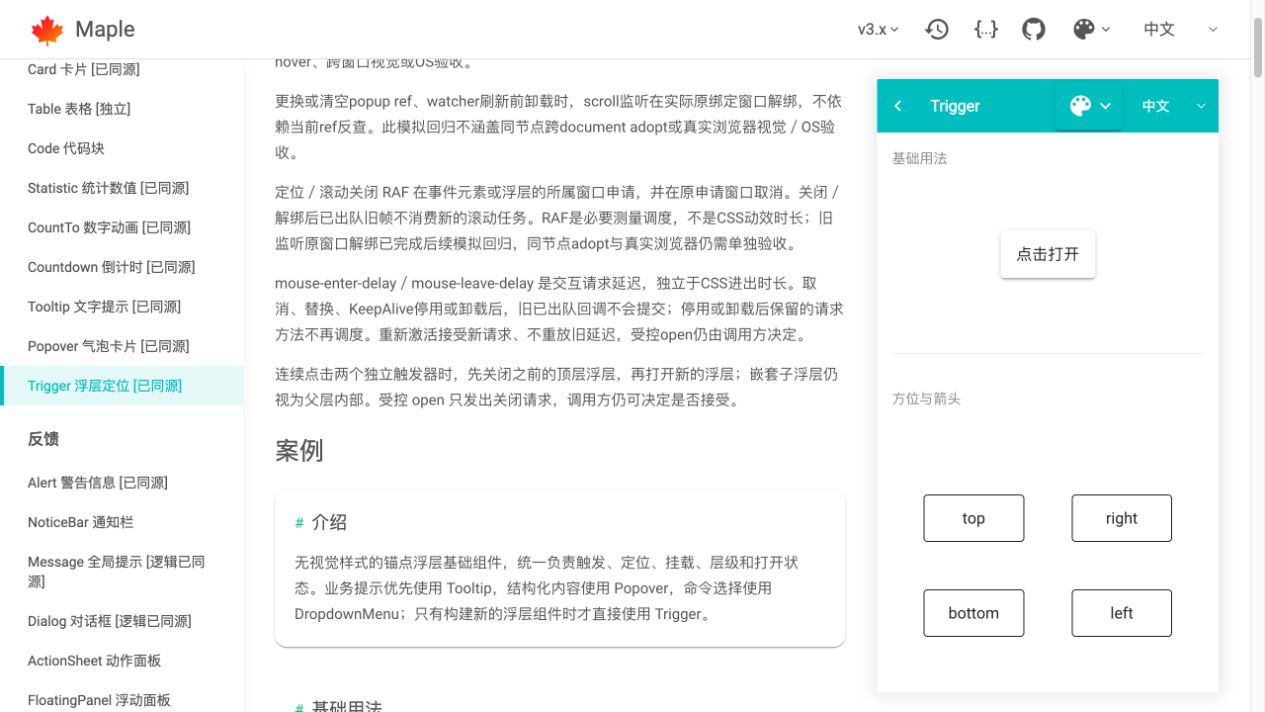 Maple
v3.x
中文
Card 卡片 [已同源]
Table 表格 [独立]
Code 代码块
Statistic 统计数值 [已同源]
CountTo 数字动画 [已同源]
Countdown 倒计时 [已同源]
Tooltip 文字提示 [已同源]
Popover 气泡卡片 [已同源]
Trigger 浮层定位 [已同源]
反馈
Alert 警告信息 [已同源]
NoticeBar 通知栏
Message 全局提示 [逻辑已同
源]
Dialog 对话框 [逻辑已同源]
ActionSheet 动作面板
FloatingPanel 浮动面板
hover、跨窗口视觉或OS验收。
更换或清空popup ref、watcher刷新前卸载时，scroll监听在实际原绑定窗口解绑，不依
赖当前ref反查。此模拟回归不涵盖同节点跨document adopt或真实浏览器视觉 / OS验
收。
定位 / 滚动关闭 RAF 在事件元素或浮层的所属窗口申请，并在原申请窗口取消。关闭 /
解绑后已出队旧帧不消费新的滚动任务。RAF是必要测量调度，不是CSS动效时长；旧
监听原窗口解绑已完成后续模拟回归，同节点adopt与真实浏览器仍需单独验收。
mouse-enter-delay / mouse-leave-delay 是交互请求延迟，独立于CSS进出时长。取
消、替换、KeepAlive停用或卸载后，旧已出队回调不会提交；停用或卸载后保留的请求
方法不再调度。重新激活接受新请求、不重放旧延迟，受控open仍由调用方决定。
连续点击两个独立触发器时，先关闭之前的顶层浮层，再打开新的浮层；嵌套子浮层仍
视为父层内部。受控 open 只发出关闭请求，调用方仍可决定是否接受。
案例
# 介绍
无视觉样式的锚点浮层基础组件，统一负责触发、定位、挂载、层级和打开状
态。业务提示优先使用 Tooltip，结构化内容使用 Popover，命令选择使用
DropdownMenu；只有构建新的浮层组件时才直接使用 Trigger。
# 基础用法
Trigger
中文
基础用法
点击打开
方位与箭头
top
right
bottom
left